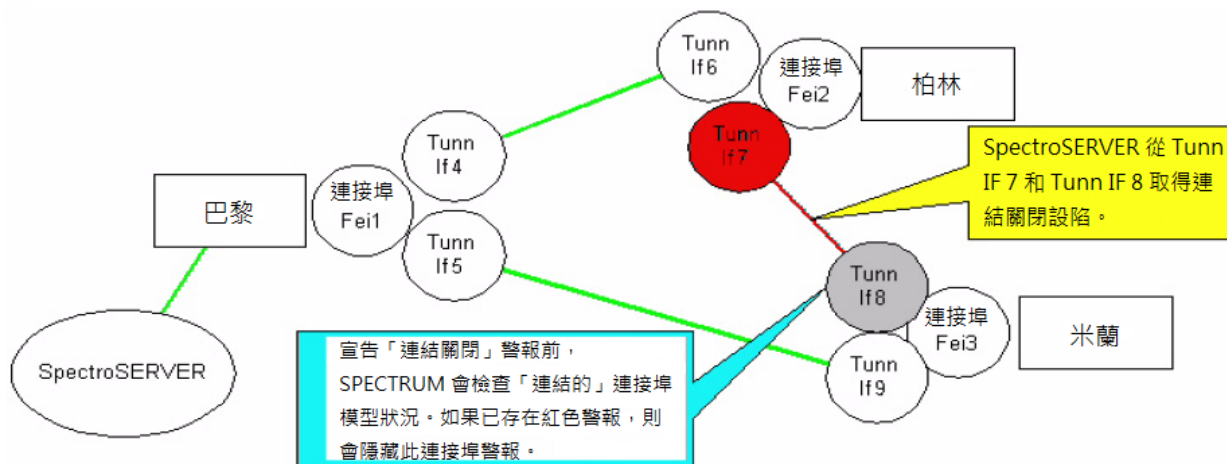 Tunn
If6
連接埠
Fei2
柏林
Tunn
If7
SpectroSERVER 從 Tunn
IF 7 和 Tunn IF 8 取得連
結關閉設陷。
Tunn
If4
巴黎
連接埠
Fei1
Tunn
If5
Tunn
If8
連接埠
Fei3
米蘭
Tunn
If9
SpectroSERVER
宣告「連結關閉」警報前，
SPECTRUM 會檢查「連結的」連接埠
模型狀況。如果已存在紅色警報，則
會隱藏此連接埠警報。